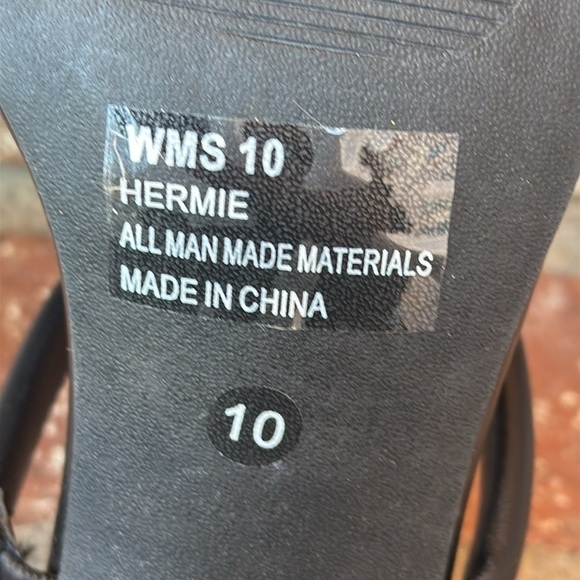 WMS 10
HERMIE
ALL MAN MADE MATERIALS
MADE IN CHINA
10